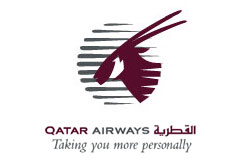 QATAR AIRWAYS القطرية
Taking you more personally